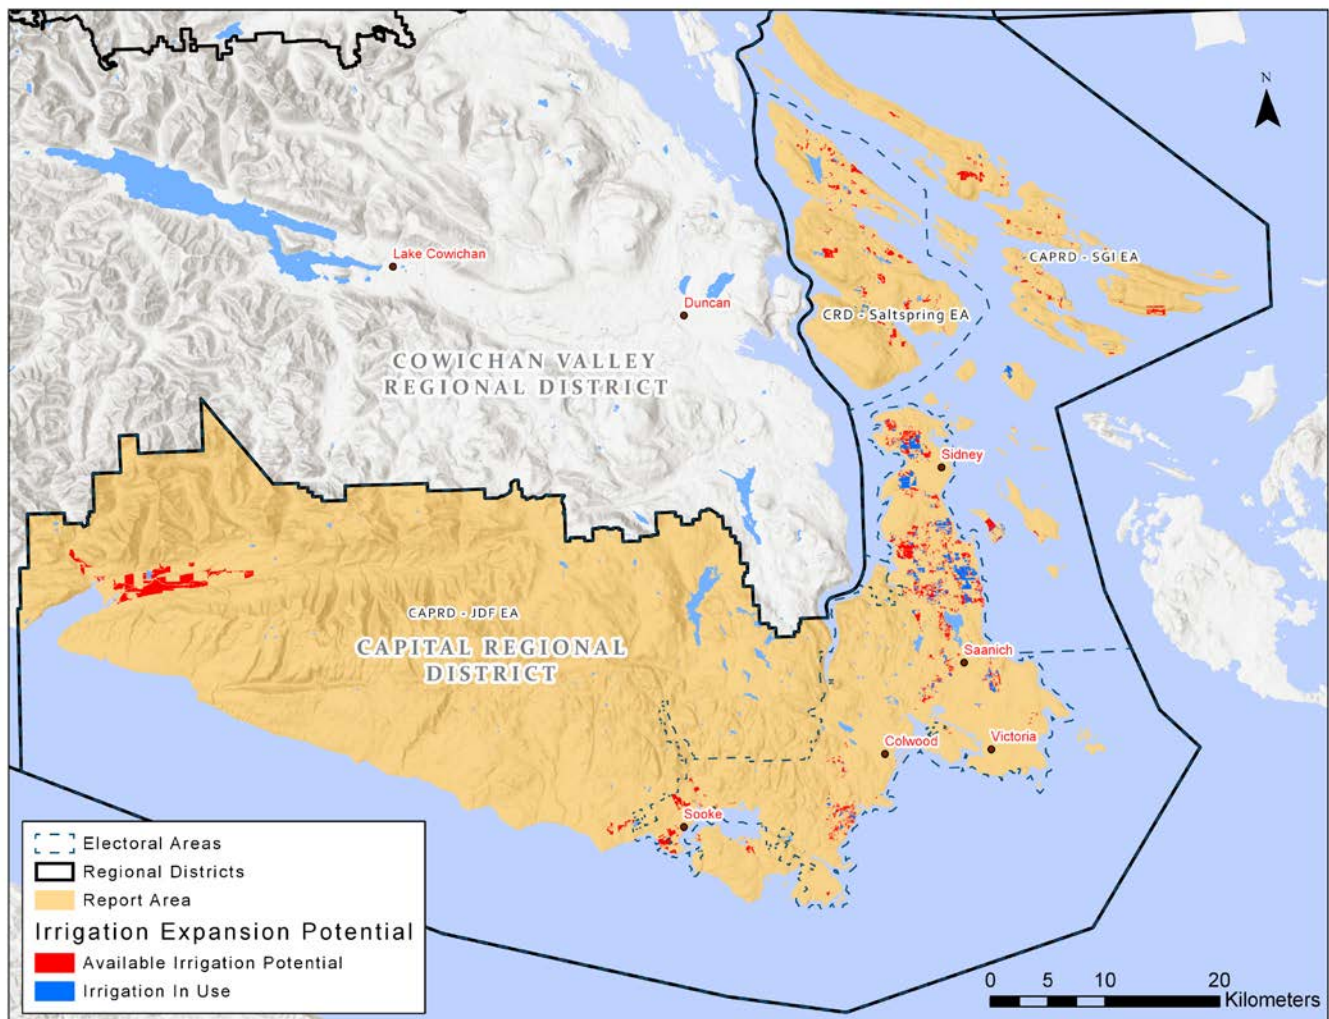 N
Lake Cowichan
CAPRD - SGI EA
Duncan
CRD - Saltspring EA
COWICHAN VALLEY
REGIONAL DISTRICT
Sidney
CAPRD - JDF EA
CAPITAL REGIONAL
DISTRICT
Saanich
Colwood
Victoria
Sooke
Electoral Areas
Regional Districts
Report Area
Irrigation Expansion Potential
Available Irrigation Potential
Irrigation In Use
0 5 10 20
Kilometers